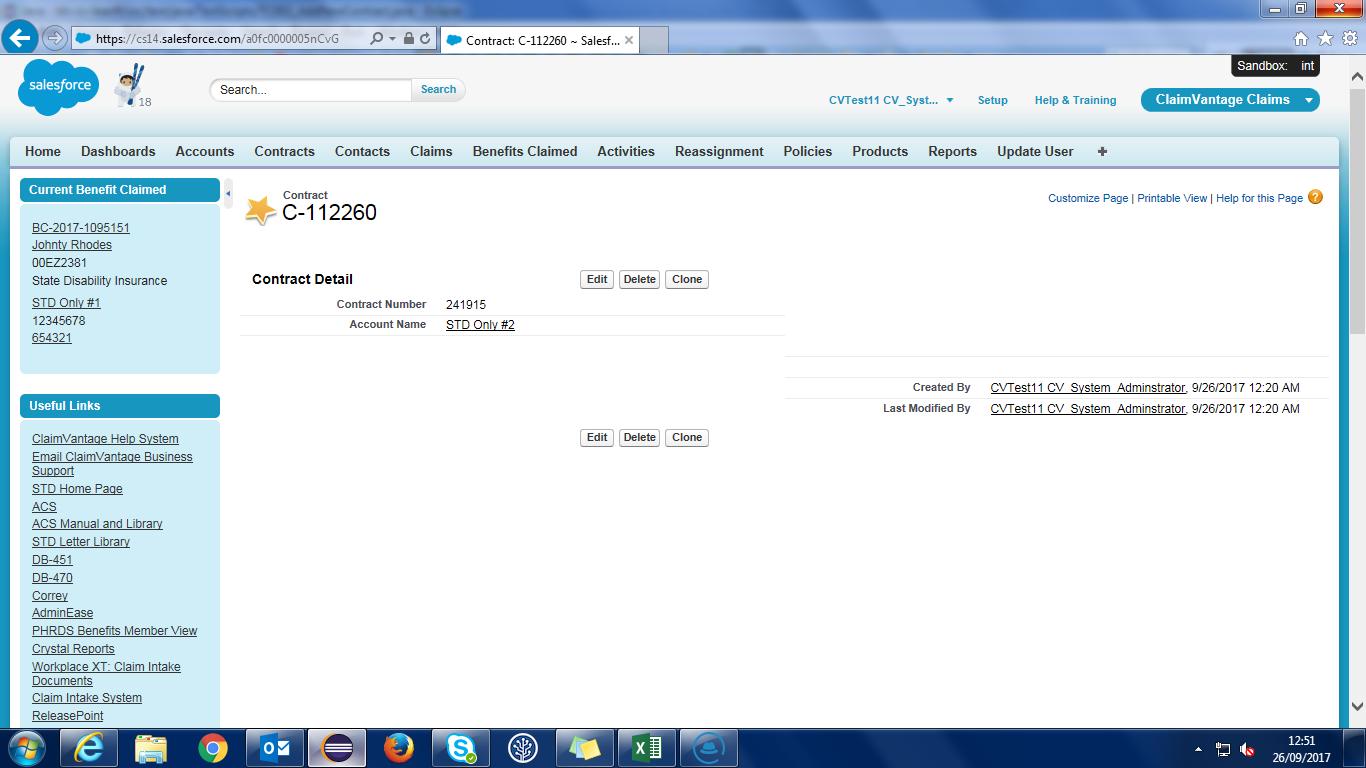 https://cs14.salesforce.com/a0fc0000005nCvG
Contract: C-112260 ~ Salesf...
Sandbox: int
salesforce
18
Search...
Search
CVTest11 CV_Syst...
Setup
Help & Training
ClaimVantage Claims
Home Dashboards Accounts Contracts Contacts Claims Benefits Claimed Activities Reassignment Policies Products Reports Update User +
Current Benefit Claimed
BC-2017-1095151
Johnty Rhodes
00EZ2381
State Disability Insurance
STD Only #1
12345678
654321
Useful Links
ClaimVantage Help System
Email ClaimVantage Business
Support
STD Home Page
ACS
ACS Manual and Library
STD Letter Library
DB-451
DB-470
Correy
AdminEase
PHRDS Benefits Member View
Crystal Reports
Workplace XT: Claim Intake
Documents
Claim Intake System
ReleasePoint
Contract
C-112260
Customize Page | Printable View | Help for this Page ?
Contract Detail
Edit Delete Clone
Contract Number 241915
Account Name STD Only #2
Created By CVTest11 CV_System_Adminstrator, 9/26/2017 12:20 AM
Last Modified By CVTest11 CV_System_Adminstrator, 9/26/2017 12:20 AM
Edit Delete Clone
12:51
26/09/2017